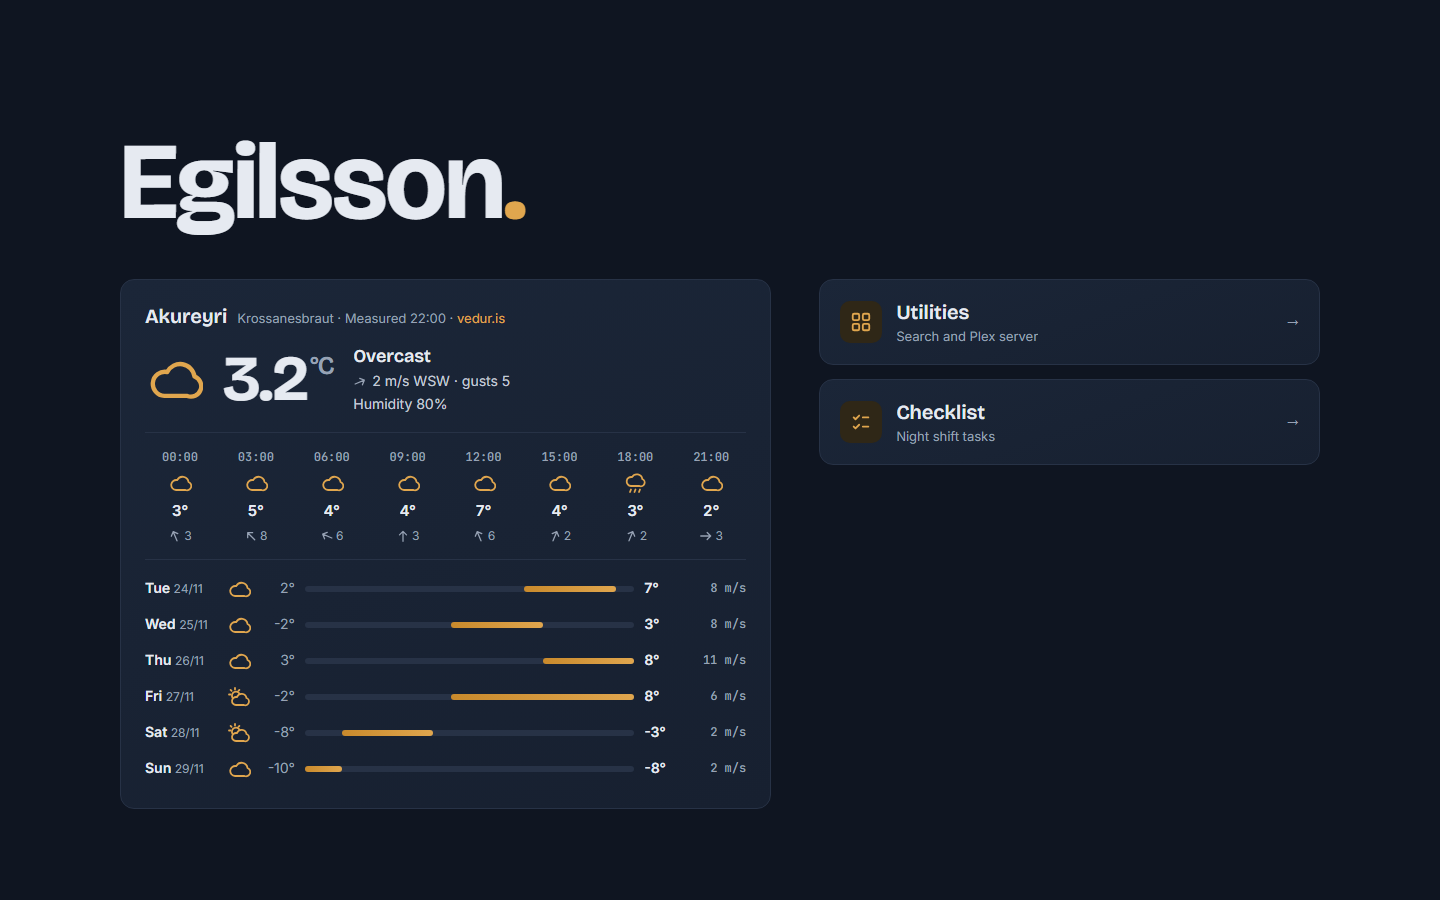 Egilsson.
Akureyri Krossanesbraut · Measured 22:00 · vedur.is
3.2°C
Overcast
2 m/s WSW · gusts 5
Humidity 80%
00:00 03:00 06:00 09:00 12:00 15:00 18:00 21:00
3° 5° 4° 4° 7° 4° 3° 2°
3 8 6 3 6 2 2 3
Tue 24/11 2° 7° 8 m/s
Wed 25/11 -2° 3° 8 m/s
Thu 26/11 3° 8° 11 m/s
Fri 27/11 -2° 8° 6 m/s
Sat 28/11 -8° -3° 2 m/s
Sun 29/11 -10° -8° 2 m/s
Utilities
Search and Plex server
→
Checklist
Night shift tasks
→